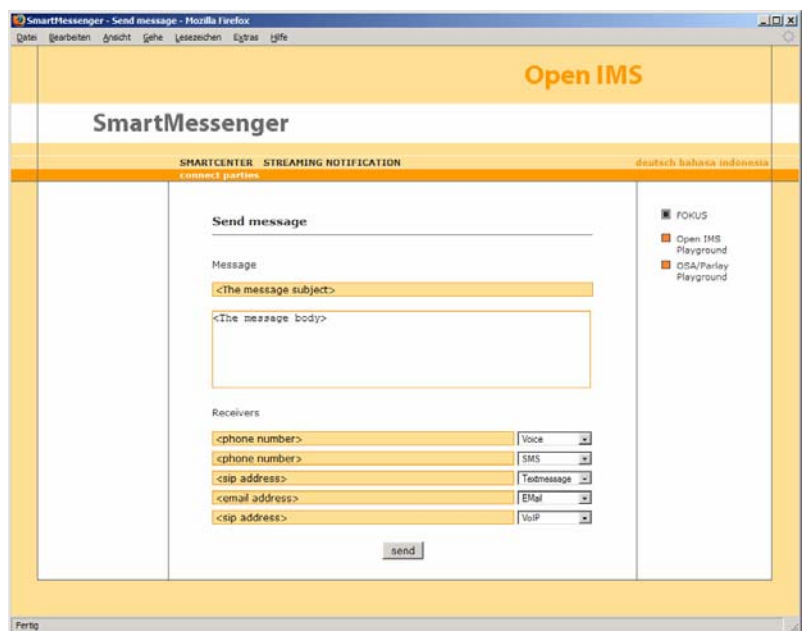 SmartMessenger - Send message - Mozilla Firefox
Datei Bearbeiten Ansicht Gehe Lesezeichen Extras Hilfe
Open IMS
SmartMessenger
SMARTCENTER STREAMING NOTIFICATION
deutsch bahasa indonesia
connect parties
Send message
FOKUS
Open IMS
Playground
OSA/Parlay
Playground
Message
<The message subject>
<The message body>
Receivers
<phone number> Voice
<phone number> SMS
<sip address> Textmessage
<email address> EMail
<sip address> VoIP
send
Fertig